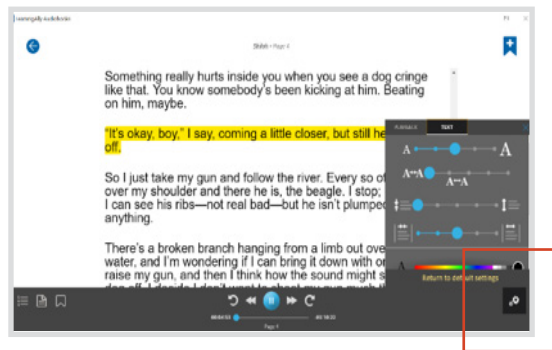 Learning Ally Audiobooks
Shiloh • Page 4
Something really hurts inside you when you see a dog cringe
like that. You know somebody's been kicking at him. Beating
on him, maybe.
"It's okay, boy," I say, coming a little closer, but still he
off.
PLAYBACK TEXT
A A
So I just take my gun and follow the river. Every so of
A↔A A↔A
over my shoulder and there he is, the beagle. I stop;
I can see his ribs—not real bad—but he isn't plumped
anything.
There's a broken branch hanging from a limb out ove
water, and I'm wondering if I can bring it down with or
A
raise my gun, and then I think how the sound might s
Return to default settings
Page 4